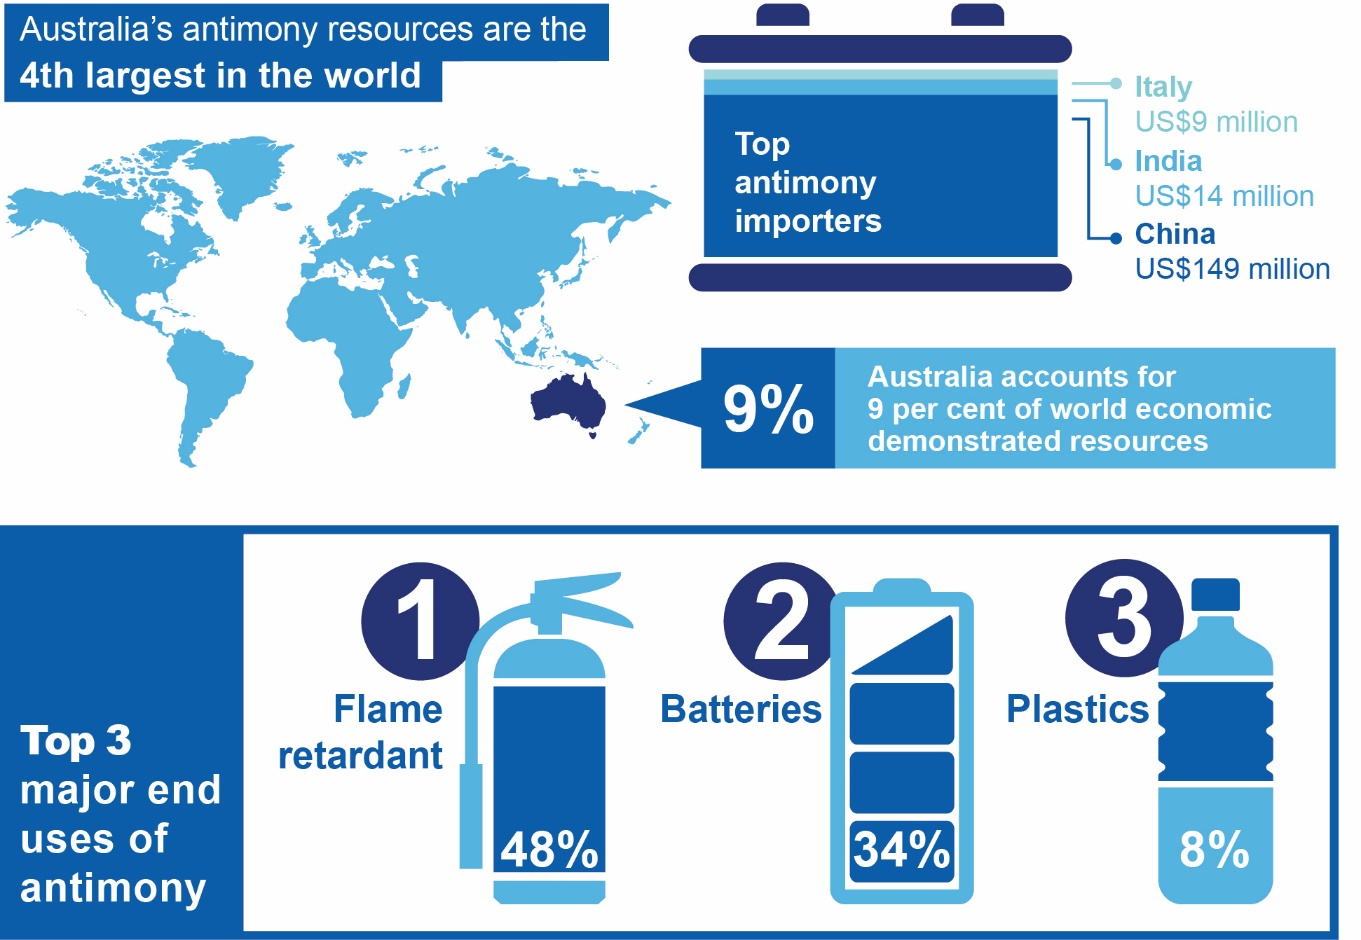 Australia's antimony resources are the
4th largest in the world
Top
antimony
importers
Italy
US$9 million
India
US$14 million
China
US$149 million
9%
Australia accounts for
9 per cent of world economic
demonstrated resources
Top 3
major end
uses of
antimony
1
Flame
retardant
48%
2
Batteries
34%
3
Plastics
8%